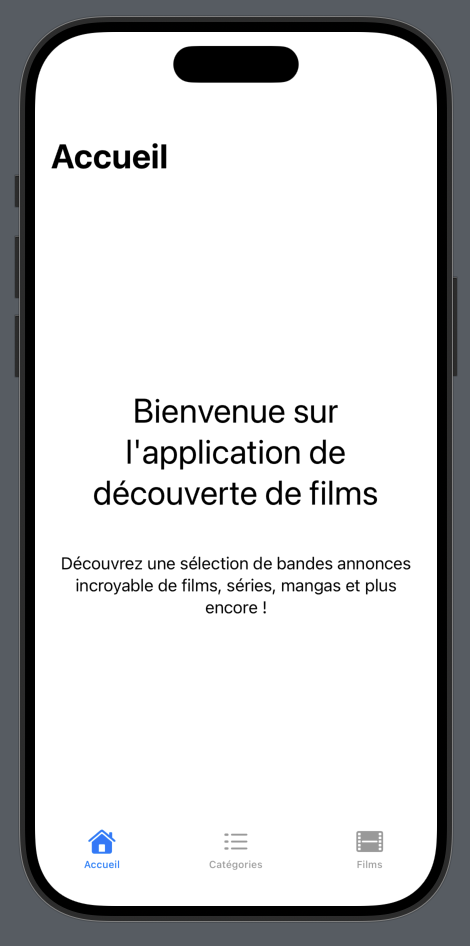 Accueil
Bienvenue sur
l'application de
découverte de films
Découvrez une sélection de bandes annonces
incroyable de films, séries, mangas et plus
encore !
Accueil
Catégories
Films